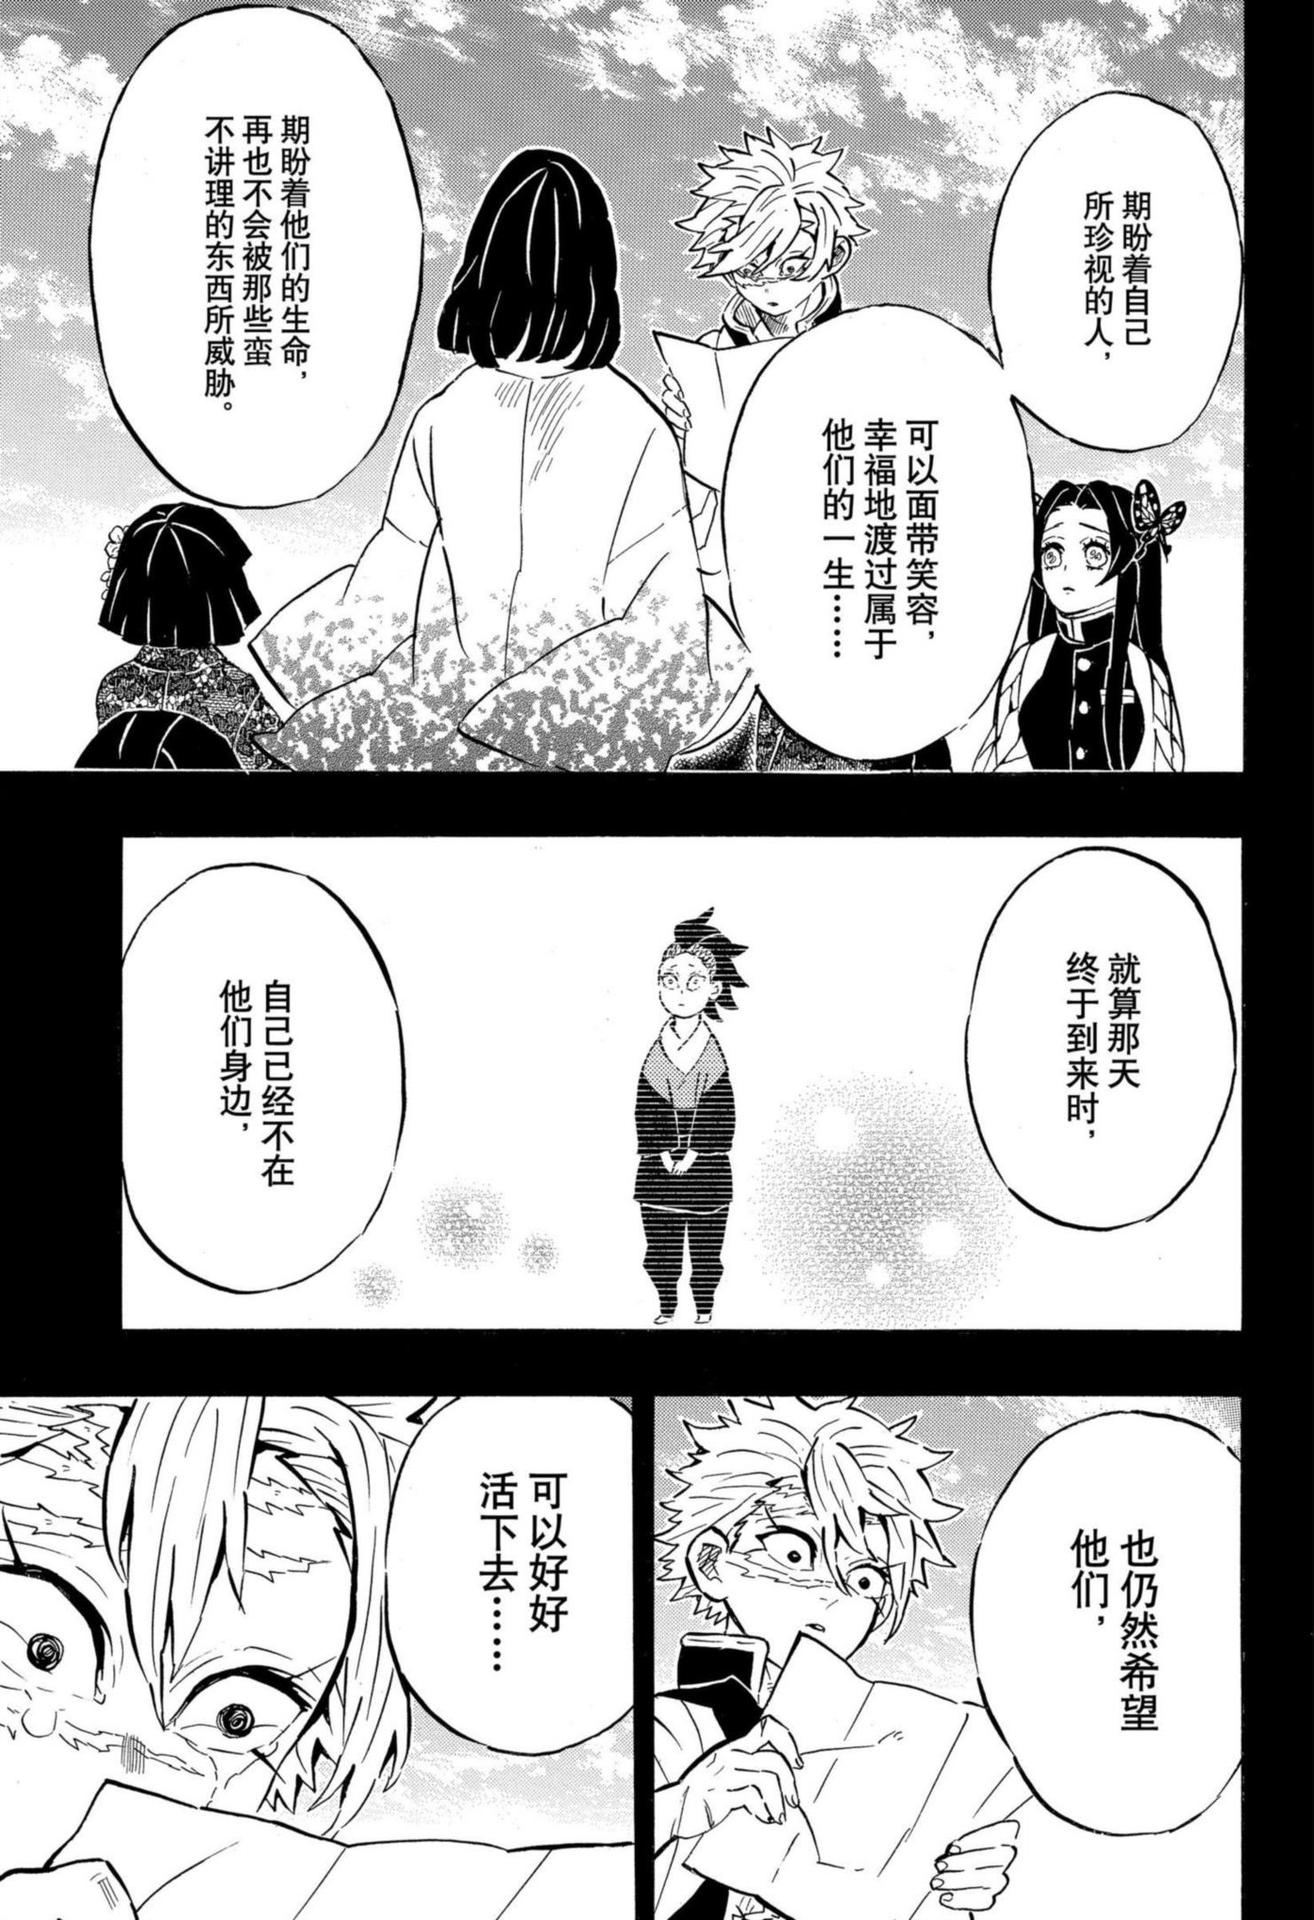 期盼着自己
所珍视的人，
可以面带笑容，
幸福地渡过属于
他们的一生……
期盼着他们的生命，
再也不会被那些蛮
不讲理的东西所威胁。
就算那天
终于到来时，
自己已经不在
他们身边，
也仍然希望
他们，
可以好好
活下去……